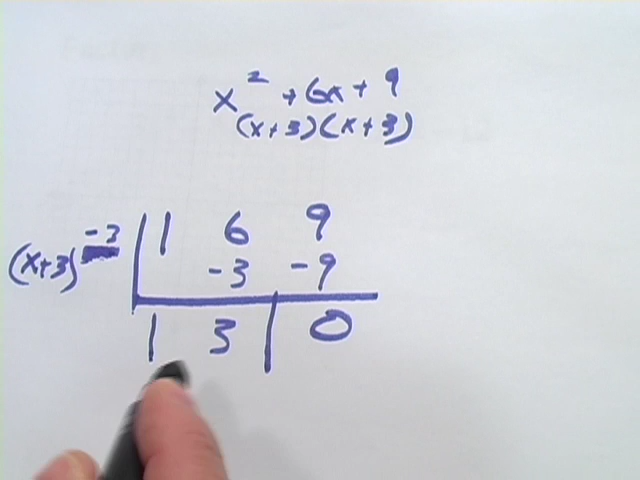 x² + 6x + 9
(x+3)(x+3)
(x+3) -3 | 1 6 9
-3 -9
1 3 | 0